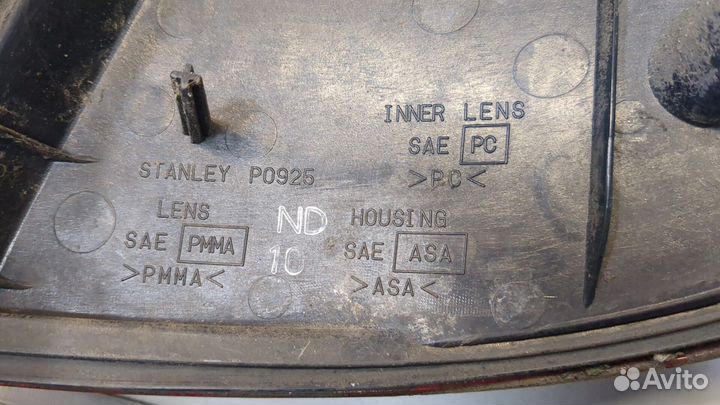 INNER LENS
SAE PC
>PC<
STANLEY P0925
LENS
SAE PMMA
>PMMA<
ND
10
HOUSING
SAE ASA
>ASA<
Avito